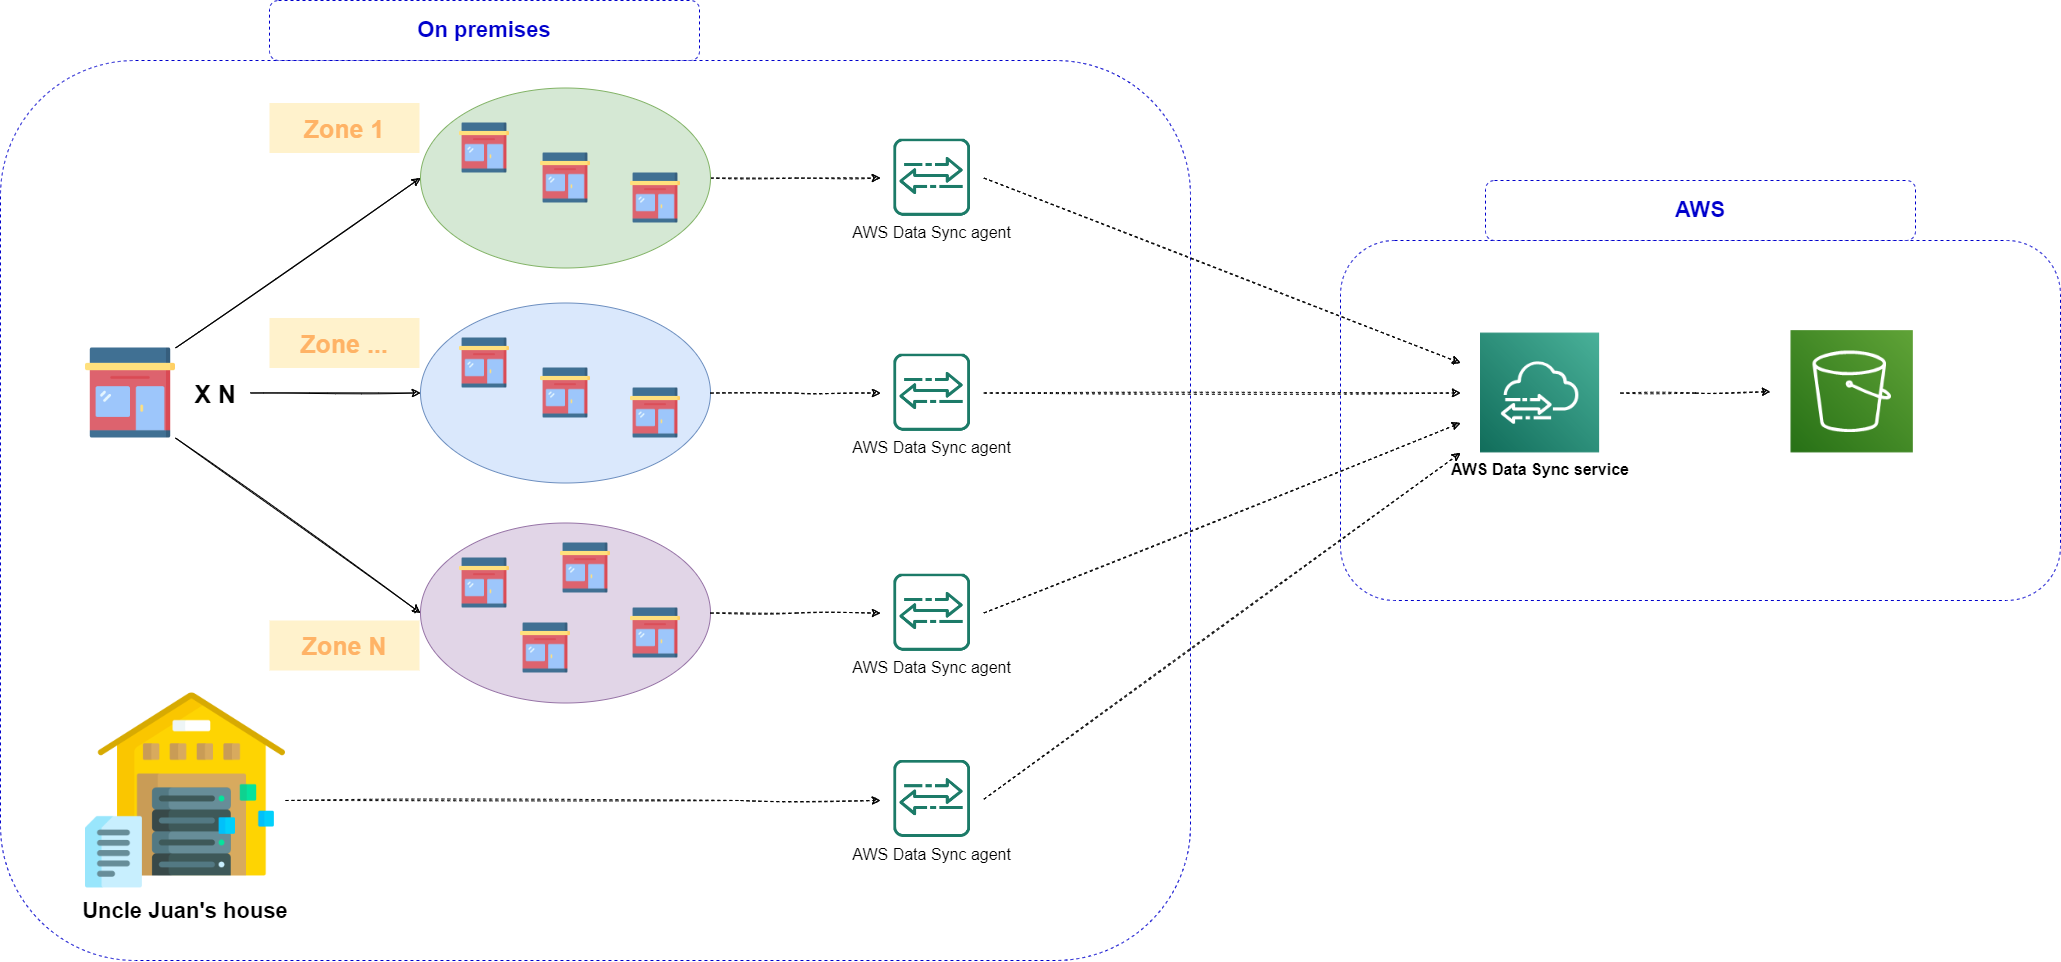 On premises
Zone 1
AWS Data Sync agent
AWS
Zone ...
X N
AWS Data Sync agent
AWS Data Sync service
Zone N
AWS Data Sync agent
AWS Data Sync agent
Uncle Juan's house